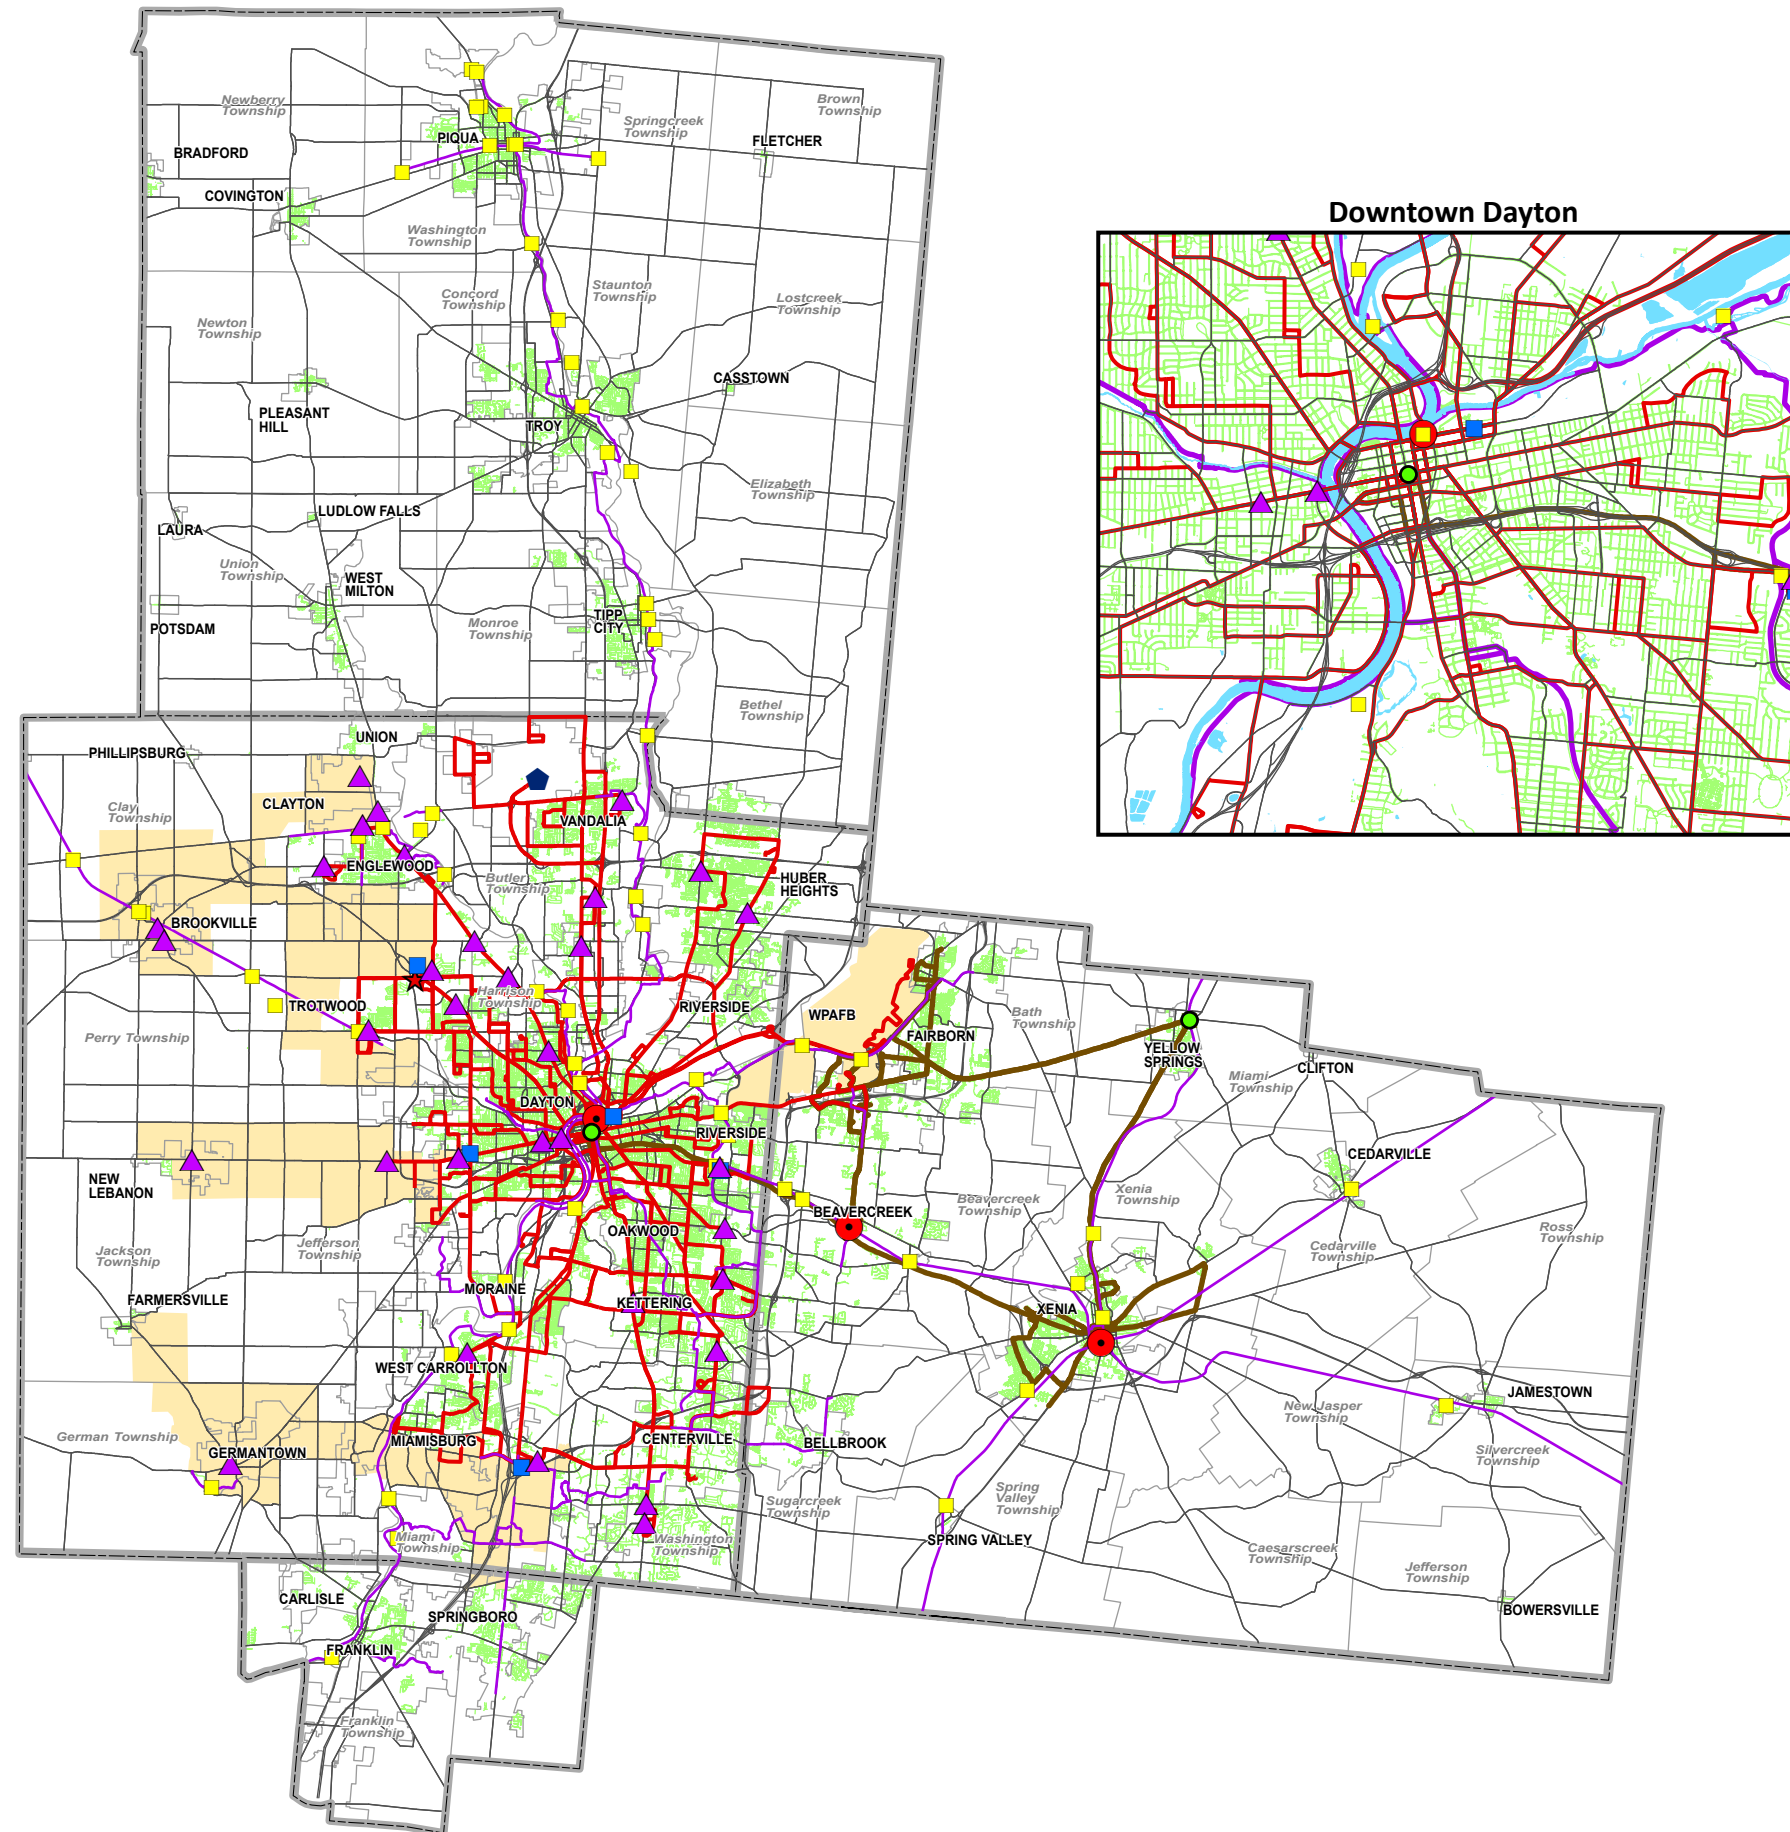 Newberry
Township
Brown
Township
Springcreek
Township
PIQUA
FLETCHER
BRADFORD
COVINGTON
Washington
Township
Downtown Dayton
Concord
Township
Staunton
Township
Lostcreek
Township
Newton
Township
CASSTOWN
PLEASANT
HILL
TROY
Elizabeth
Township
LUDLOW FALLS
LAURA
Union
Township
WEST
MILTON
POTSDAM
Monroe
Township
TIPP
CITY
Bethel
Township
UNION
PHILLIPSBURG
CLAYTON
Clay
Township
VANDALIA
ENGLEWOOD
Butler
Township
HUBER
HEIGHTS
BROOKVILLE
Harrison
Township
TROTWOOD
RIVERSIDE
WPAFB
Bath
Township
FAIRBORN
Perry Township
YELLOW
SPRINGS
CLIFTON
Miami
Township
DAYTON
RIVERSIDE
CEDARVILLE
NEW
LEBANON
Xenia
Township
Beavercreek
Township
BEAVERCREEK
OAKWOOD
Ross
Township
Jefferson
Township
Jackson
Township
Cedarville
Township
MORAINE
FARMERSVILLE
KETTERING
XENIA
WEST CARROLLTON
JAMESTOWN
New Jasper
Township
German Township
MIAMISBURG
CENTERVILLE
BELLBROOK
GERMANTOWN
Silvercreek
Township
Sugarcreek
Township
Spring
Valley
Township
Miami
Township
Washington
Township
SPRING VALLEY
Caesarscreek
Township
Jefferson
Township
CARLISLE
SPRINGBORO
BOWERSVILLE
FRANKLIN
Franklin
Township